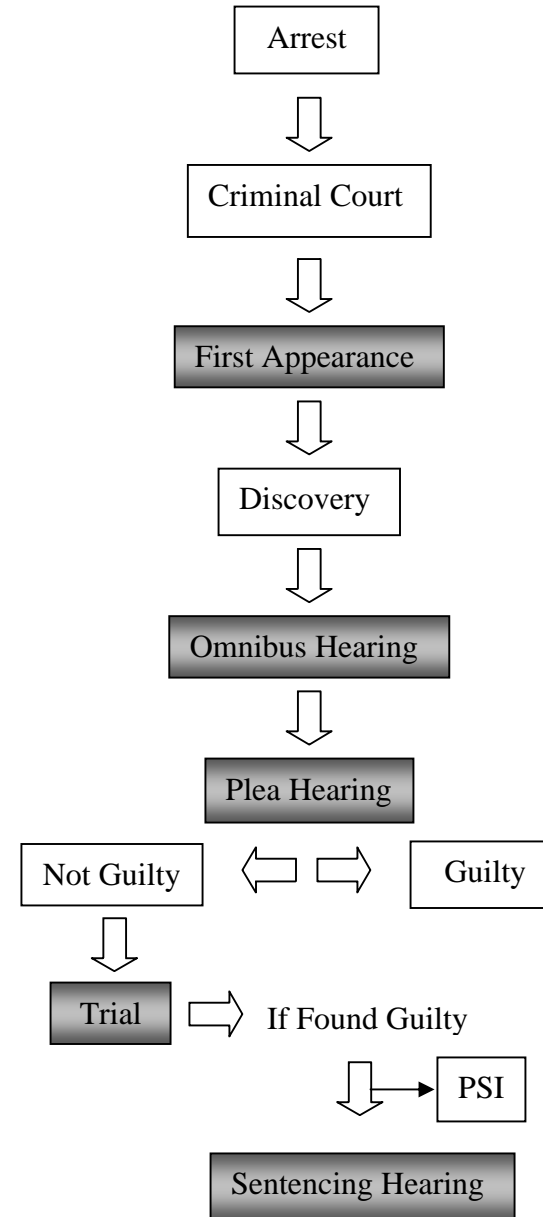 Arrest
Criminal Court
First Appearance
Discovery
Omnibus Hearing
Plea Hearing
Not Guilty
Guilty
Trial
If Found Guilty
PSI
Sentencing Hearing